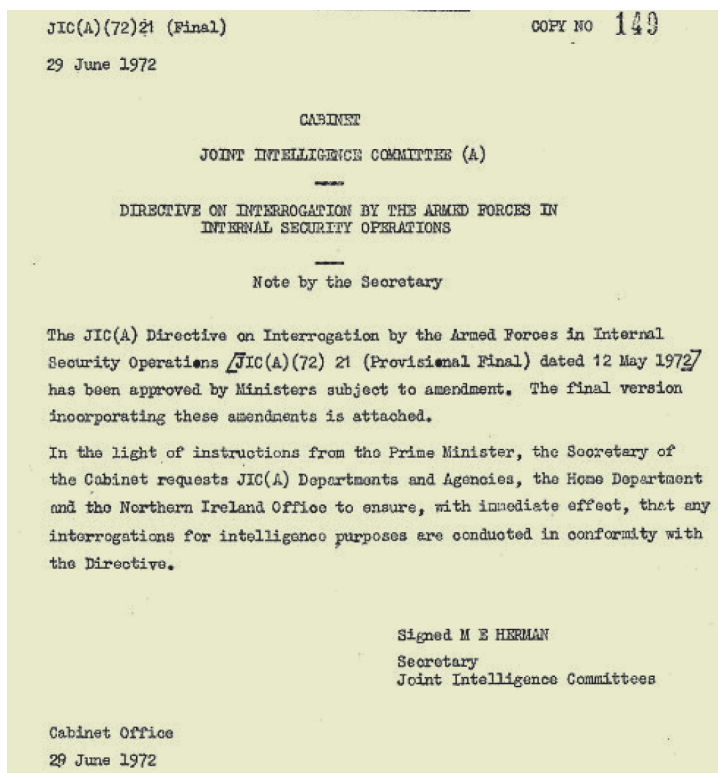 JIC(A)(72)21 (Final) COPY NO 149
29 June 1972
CABINET
JOINT INTELLIGENCE COMMITTEE (A)
DIRECTIVE ON INTERROGATION BY THE ARMED FORCES IN
INTERNAL SECURITY OPERATIONS
Note by the Secretary
The JIC(A) Directive on Interrogation by the Armed Forces in Internal
Security Operations [JIC(A)(72) 21 (Provisional Final) dated 12 May 1972]
has been approved by Ministers subject to amendment. The final version
incorporating these amendments is attached.
In the light of instructions from the Prime Minister, the Secretary of
the Cabinet requests JIC(A) Departments and Agencies, the Home Department
and the Northern Ireland Office to ensure, with immediate effect, that any
interrogations for intelligence purposes are conducted in conformity with
the Directive.
Signed M E HERMAN
Secretary
Joint Intelligence Committees
Cabinet Office
29 June 1972